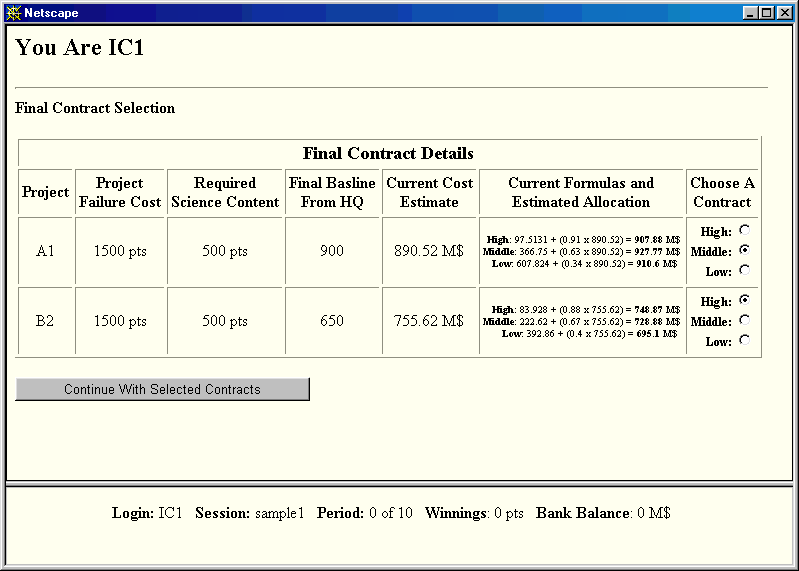 Netscape
You Are IC1
Final Contract Selection
Final Contract Details
Project
Project Failure Cost
Required Science Content
Final Basline From HQ
Current Cost Estimate
Current Formulas and Estimated Allocation
Choose A Contract
A1
1500 pts
500 pts
900
890.52 M$
High: 97.5131 + (0.91 x 890.52) = 907.88 M$
Middle: 366.75 + (0.63 x 890.52) = 927.77 M$
Low: 607.824 + (0.34 x 890.52) = 910.6 M$
High:
Middle:
Low:
B2
1500 pts
500 pts
650
755.62 M$
High: 83.928 + (0.88 x 755.62) = 748.87 M$
Middle: 222.62 + (0.67 x 755.62) = 728.88 M$
Low: 392.86 + (0.4 x 755.62) = 695.1 M$
High:
Middle:
Low:
Continue With Selected Contracts
Login: IC1 Session: sample1 Period: 0 of 10 Winnings: 0 pts Bank Balance: 0 M$